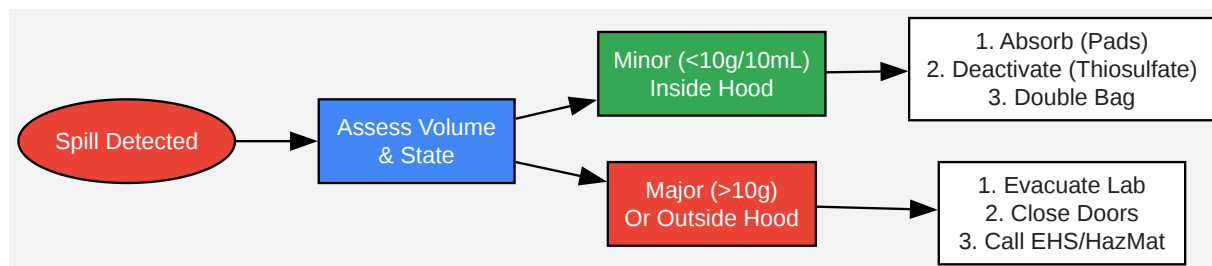 Spill Detected
Assess Volume
& State
Minor (<10g/10mL)
Inside Hood
1. Absorb (Pads)
2. Deactivate (Thiosulfate)
3. Double Bag
Major (>10g)
Or Outside Hood
1. Evacuate Lab
2. Close Doors
3. Call EHS/HazMat